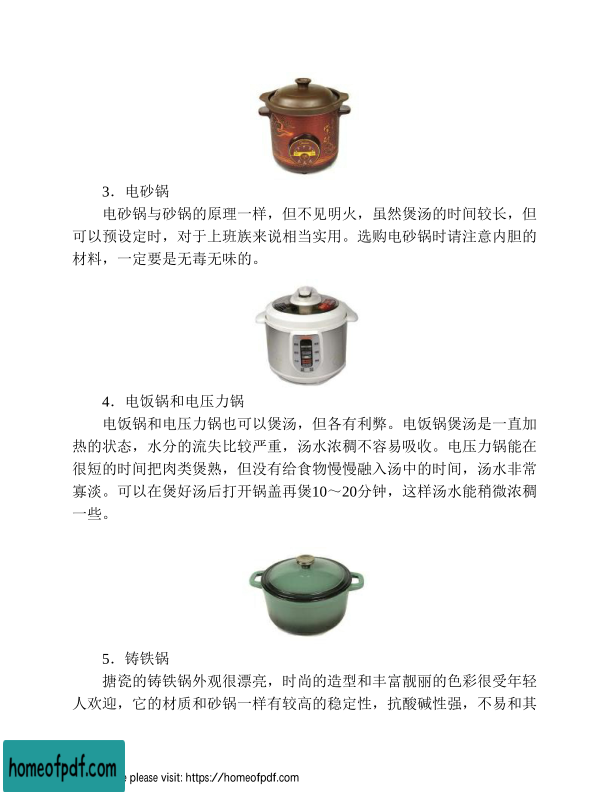 3．电砂锅
电砂锅与砂锅的原理一样，但不见明火，虽然煲汤的时间较长，但
可以预设定时，对于上班族来说相当实用。选购电砂锅时请注意内胆的
材料，一定要是无毒无味的。
4．电饭锅和电压力锅
电饭锅和电压力锅也可以煲汤，但各有利弊。电饭锅煲汤是一直加
热的状态，水分的流失比较严重，汤水浓稠不容易吸收。电压力锅能在
很短的时间把肉类煲熟，但没有给食物慢慢融入汤中的时间，汤水非常
寡淡。可以在煲好汤后打开锅盖再煲10～20分钟，这样汤水能稍微浓稠
一些。
5．铸铁锅
搪瓷的铸铁锅外观很漂亮，时尚的造型和丰富靓丽的色彩很受年轻
人欢迎，它的材质和砂锅一样有较高的稳定性，抗酸碱性强，不易和其
homeofpdf.com
please visit: https://homeofpdf.com